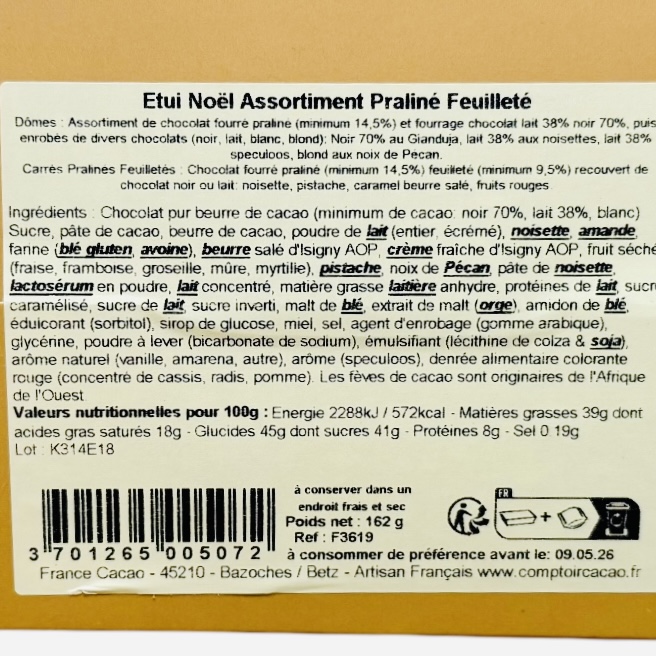 Etui Noël Assortiment Praliné Feuilleté
Dômes : Assortiment de chocolat fourré praliné (minimum 14,5%) et fourrage chocolat lait 38% noir 70%, puis
enrobés de divers chocolats (noir, lait, blanc, blond): Noir 70% au Gianduja, lait 38% aux noisettes, lait 38%
speculoos, blond aux noix de Pécan.
Carrés Pralines Feuilletés : Chocolat fourré praliné (minimum 14,5%) feuilleté (minimum 9,5%) recouvert de
chocolat noir ou lait: noisette, pistache, caramel beurre salé, fruits rouges
Ingrédients : Chocolat pur beurre de cacao (minimum de cacao: noir 70%, lait 38%, blanc)
Sucre, pâte de cacao, beurre de cacao, poudre de lait (entier, écrémé), noisette, amande,
farine (blé gluten, avoine), beurre salé d'Isigny AOP, crème fraîche d'Isigny AOP, fruit séché
(fraise, framboise, groseille, mûre, myrtille), pistache, noix de Pécan, pâte de noisette,
lactosérum en poudre, lait concentré, matière grasse laitière anhydre, protéines de lait, sucre
caramélisé, sucre de lait, sucre inverti, malt de blé, extrait de malt (orge), amidon de blé,
éduicorant (sorbitol), sirop de glucose, miel, sel, agent d'enrobage (gomme arabique),
glycérine, poudre à lever (bicarbonate de sodium), émulsifiant (lécithine de colza & soja),
arôme naturel (vanille, amarena, autre), arôme (speculoos), denrée alimentaire colorante
rouge (concentré de cassis, radis, pomme). Les fèves de cacao sont originaires de l'Afrique
de l'Ouest
Valeurs nutritionnelles pour 100g : Energie 2288kJ / 572kcal - Matières grasses 39g dont
acides gras saturés 18g - Glucides 45g dont sucres 41g - Protéines 8g - Sel 0.19g
Lot : K314E18
à conserver dans un
endroit frais et sec
Poids net : 162 g
Ref : F3619
FR
3 701265 005072
à consommer de préférence avant le: 09.05.26
France Cacao - 45210 - Bazoches / Betz - Artisan Français www.comptoircacao.fr